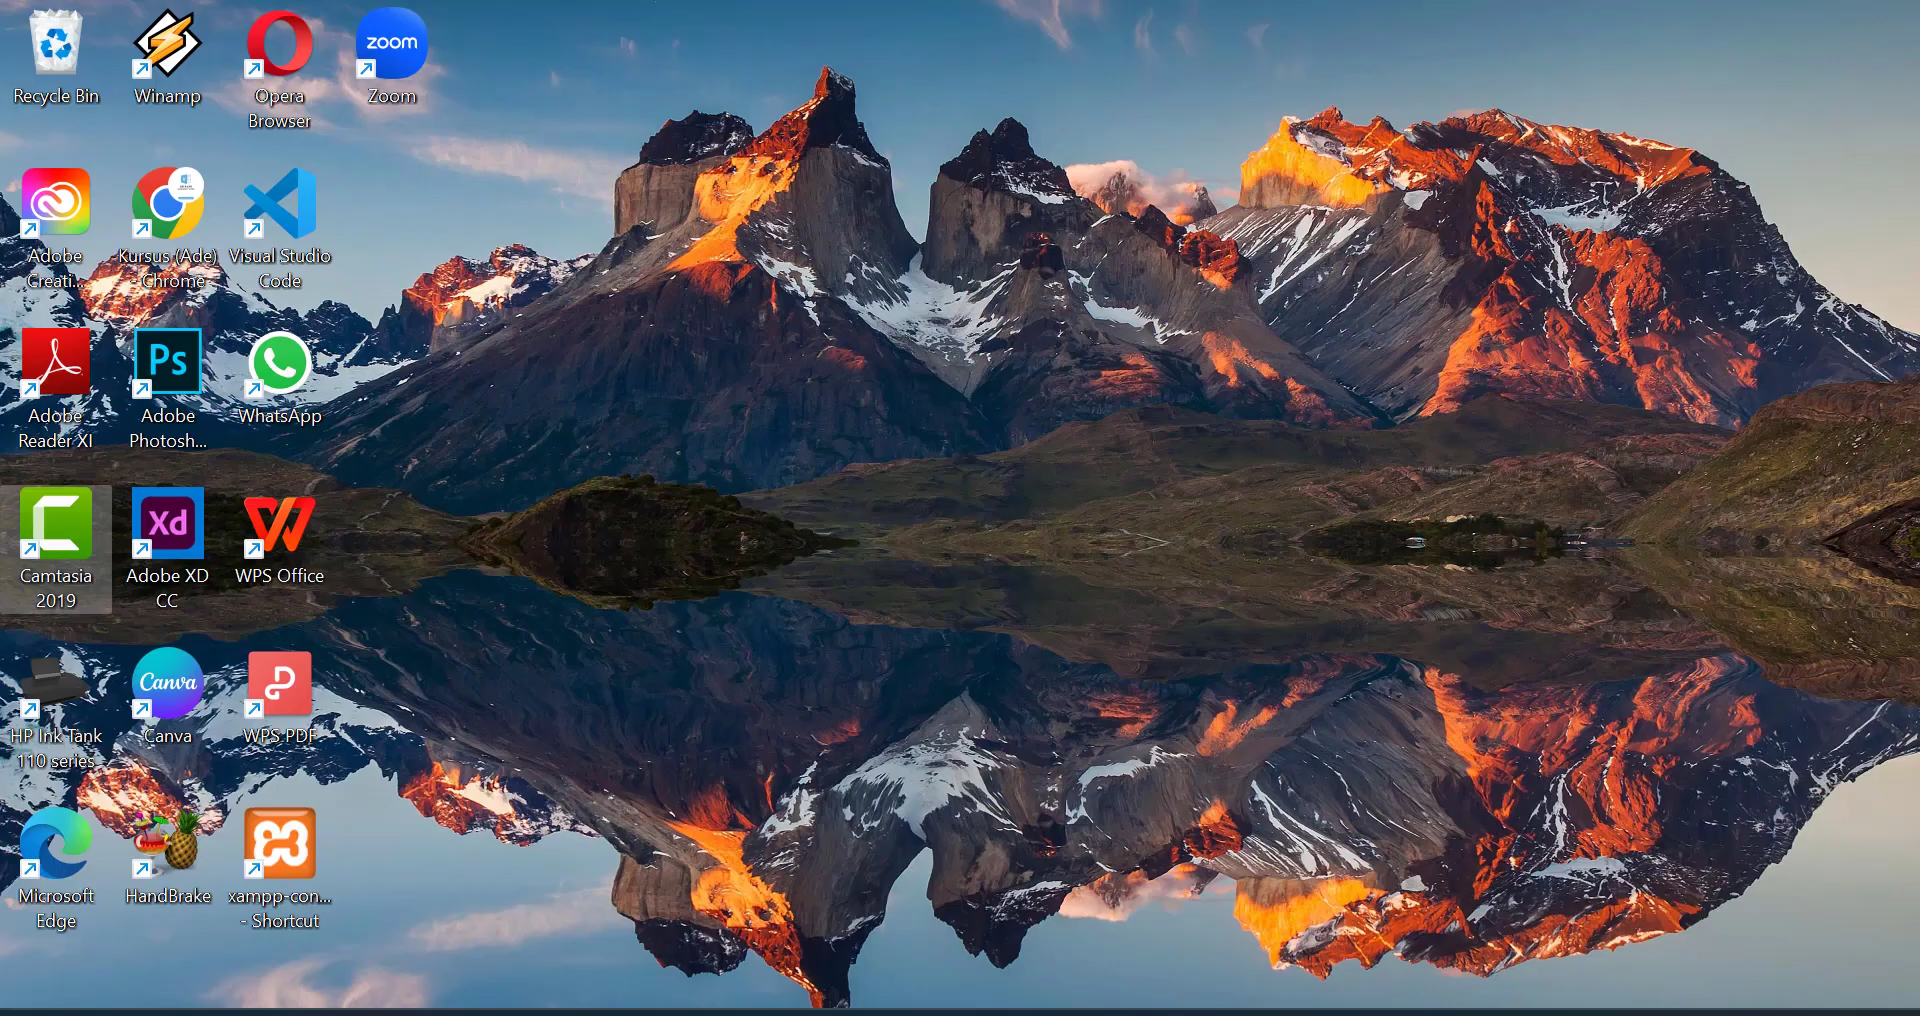 Recycle Bin
Winamp
Opera
Browser
zoom
Zoom
Adobe
Creati...
Kursus (Ade)
- Chrome
Visual Studio
Code
Adobe
Reader XI
Ps
Adobe
Photosh...
WhatsApp
Camtasia
2019
Xd
Adobe XD
CC
WPS Office
HP Ink Tank
110 series
Canva
Canva
WPS PDF
Microsoft
Edge
HandBrake
xampp-con...
- Shortcut